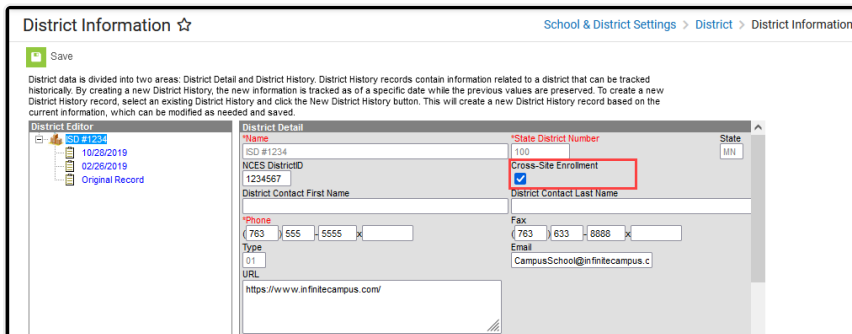 District Information ☆
School & District Settings > District > District Information
Save
District data is divided into two areas: District Detail and District History. District History records contain information related to a district that can be tracked
historically. By creating a new District History, the new information is tracked as of a specific date while the previous values are preserved. To create a new
District History record, select an existing District History and click the New District History button. This will create a new District History record based on the
current information, which can be modified as needed and saved.
District Editor
ISD #1234
10/28/2019
02/26/2019
Original Record
District Detail
*Name *State District Number State
ISD #1234 100 MN
NCES DistrictID Cross-Site Enrollment
1234567
District Contact First Name District Contact Last Name
*Phone Fax
(763 )555 -5555 x (763 )633 -8888 x
Type Email
01 CampusSchool@infinitecampus.c
URL
https://www.infinitecampus.com/